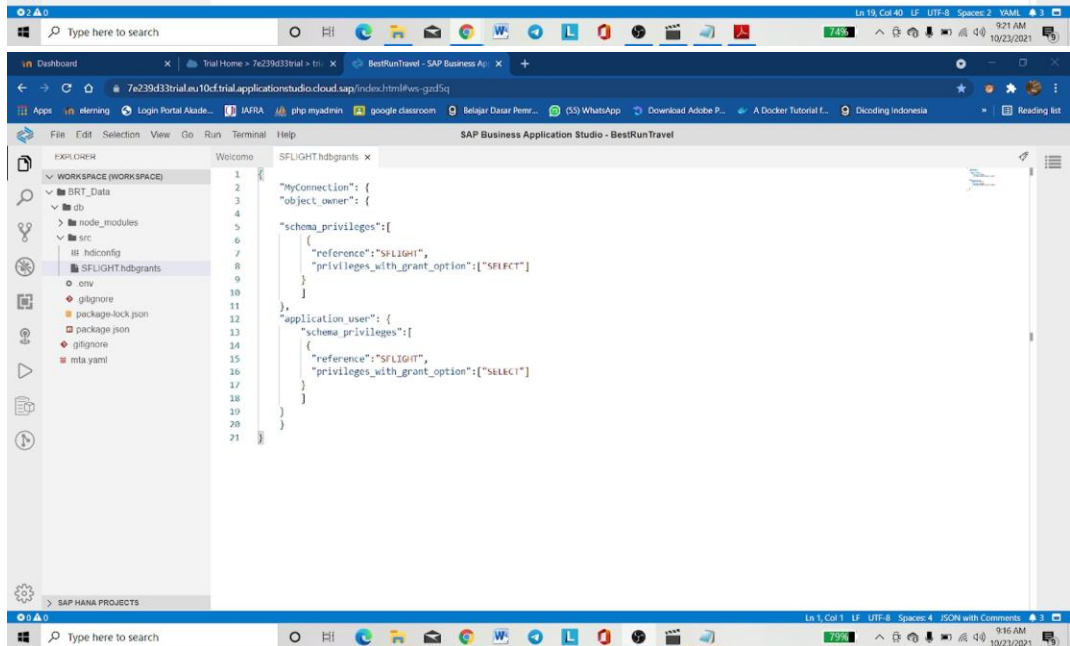 Ln 19, Col 40 LF UTF-8 Spaces: 2 YAML 3
Type here to search
74%
9:21 AM
10/23/2021
Dashboard
Trial Home > 7e239d33trial > tri
BestRunTravel - SAP Business Ap
7e239d33trial.eu10cf.trial.applicationstudio.cloud.sap/index.html#ws-gzd5q
Apps elerning Login Portal Akade... JAFRA php myadmin google classroom Belajar Dasar Pemr... (55) WhatsApp Download Adobe P... A Docker Tutorial f... Dicoding Indonesia » Reading list
File Edit Selection View Go Run Terminal Help SAP Business Application Studio - BestRunTravel
EXPLORER
Welcome SFLIGHT.hdbgrants ×
WORKSPACE (WORKSPACE)
BRT_Data
db
node_modules
src
.hdiconfig
SFLIGHT.hdbgrants
.env
.gitignore
package-lock.json
package.json
.gitignore
mta.yaml
1 {
2 "MyConnection": {
3 "object_owner": {
4
5 "schema_privileges":[
6 {
7 "reference":"SFLIGHT",
8 "privileges_with_grant_option":["SELECT"]
9 }
10 ]
11 },
12 "application_user": {
13 "schema_privileges":[
14 {
15 "reference":"SFLIGHT",
16 "privileges_with_grant_option":["SELECT"]
17 }
18 ]
19 }
20 }
21 }
> SAP HANA PROJECTS
0 0 Ln 1, Col 1 LF UTF-8 Spaces: 4 JSON with Comments 3
Type here to search
79%
9:16 AM
10/23/2021